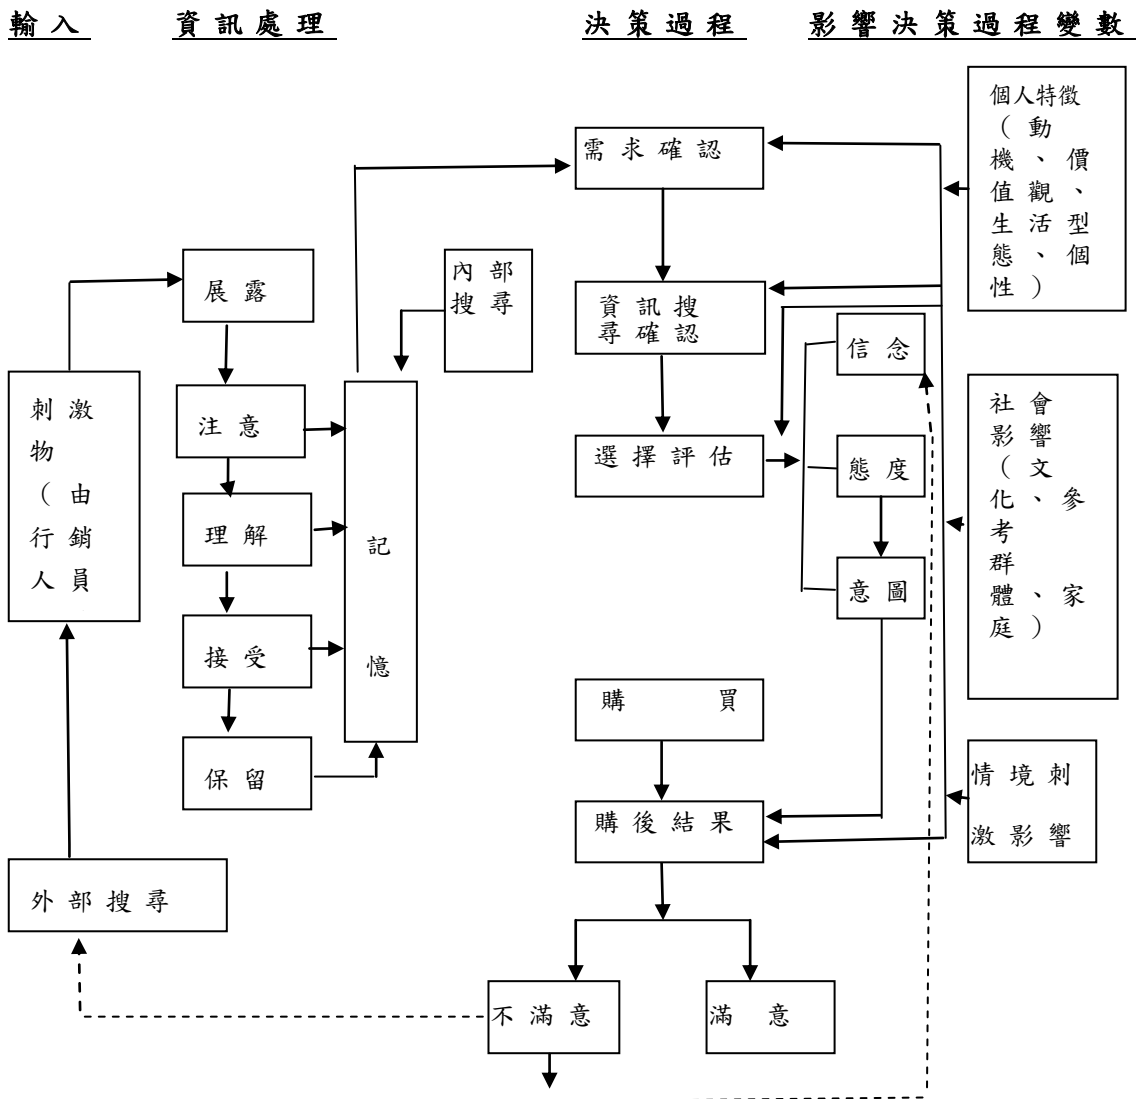 輸入 資訊處理 決策過程 影響決策過程變數
個人特徵
（動
機、價
值觀、
生活型
態、個
性）
需求確認
展露
內部
搜尋
資訊搜
尋確認
信念
刺激
物
（由
行銷
人員
注意
社會
影響
（文
化、參
考
群
體、家
庭）
選擇評估
態度
理解
記
憶
意圖
接受
購買
保留
情境刺
激影響
購後結果
外部搜尋
不滿意
滿意